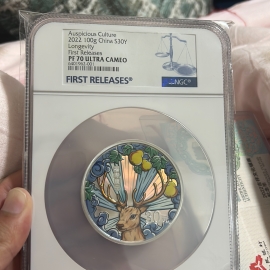 Auspicious Culture
2022 100g China S30Y
Longevity
First Releases
PF 70 ULTRA CAMEO
FIRST RELEASES®
NGC